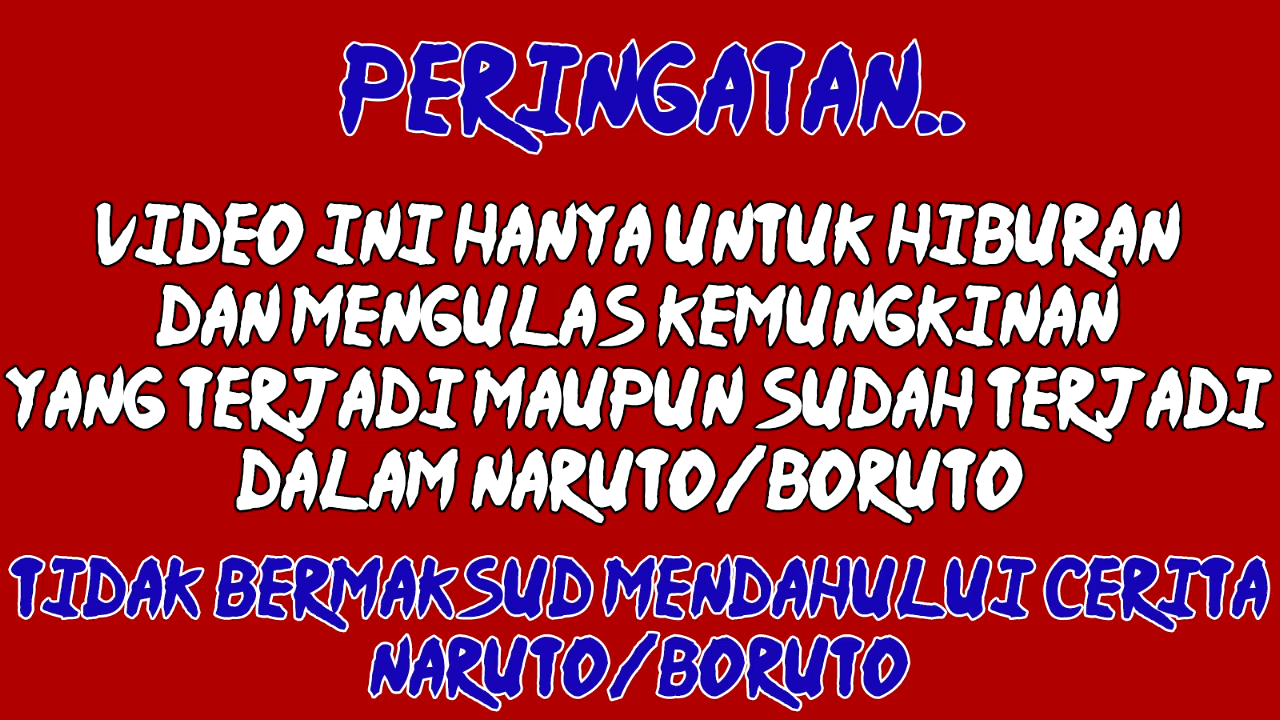 PERINGATAN..
VIDEO INI HANYA UNTUK HIBURAN
DAN MENGULAS KEMUNGKINAN
YANG TERJADI MAUPUN SUDAH TERJADI
DALAM NARUTO/BORUTO
TIDAK BERMAKSUD MENDAHULUI CERITA
NARUTO/BORUTO